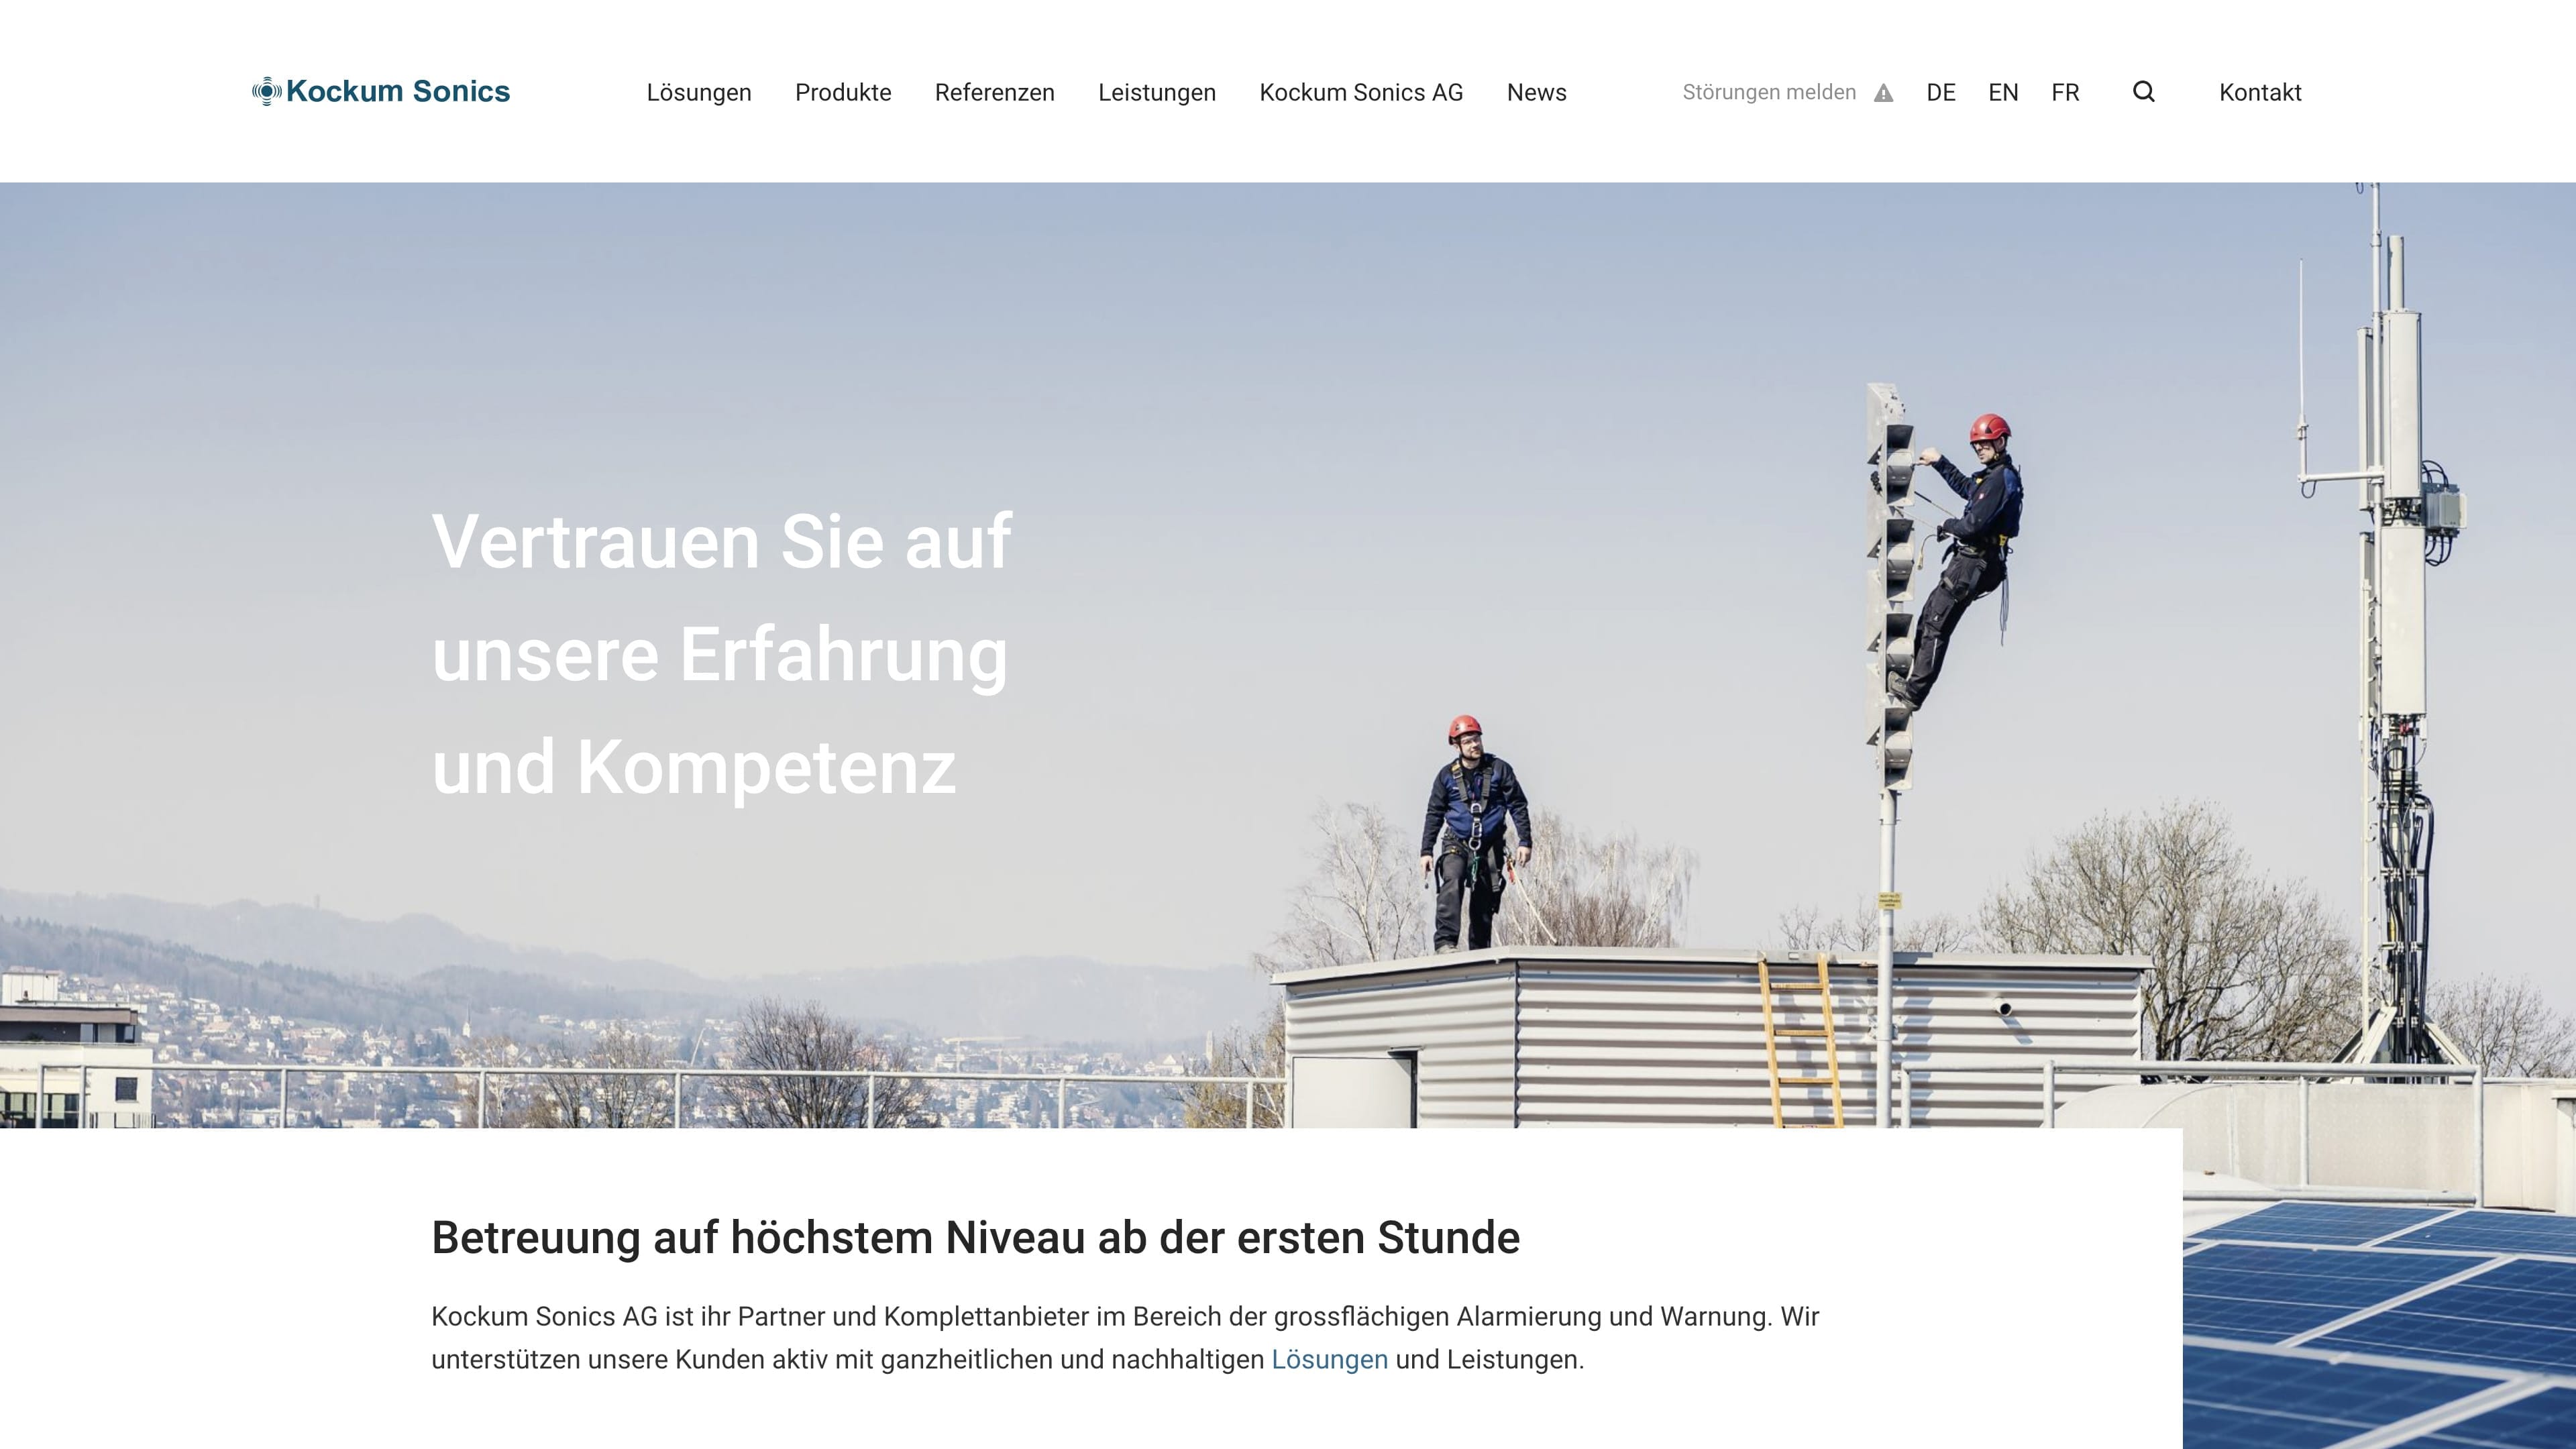 Kockum Sonics
Lösungen Produkte Referenzen Leistungen Kockum Sonics AG News Störungen melden DE EN FR Kontakt
Vertrauen Sie auf
unsere Erfahrung
und Kompetenz
Betreuung auf höchstem Niveau ab der ersten Stunde
Kockum Sonics AG ist ihr Partner und Komplettanbieter im Bereich der grossflächigen Alarmierung und Warnung. Wir
unterstützen unsere Kunden aktiv mit ganzheitlichen und nachhaltigen Lösungen und Leistungen.